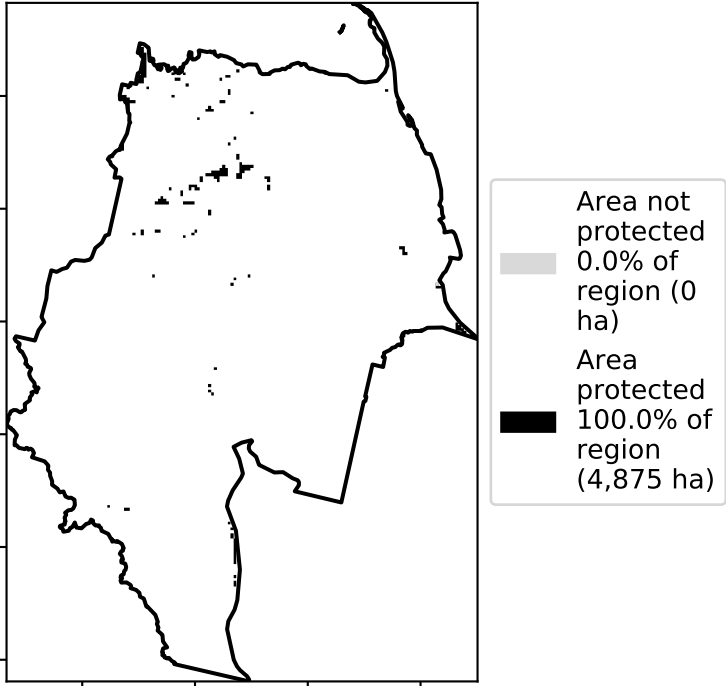 Area not
protected
0.0% of
region (0
ha)
Area
protected
100.0% of
region
(4,875 ha)